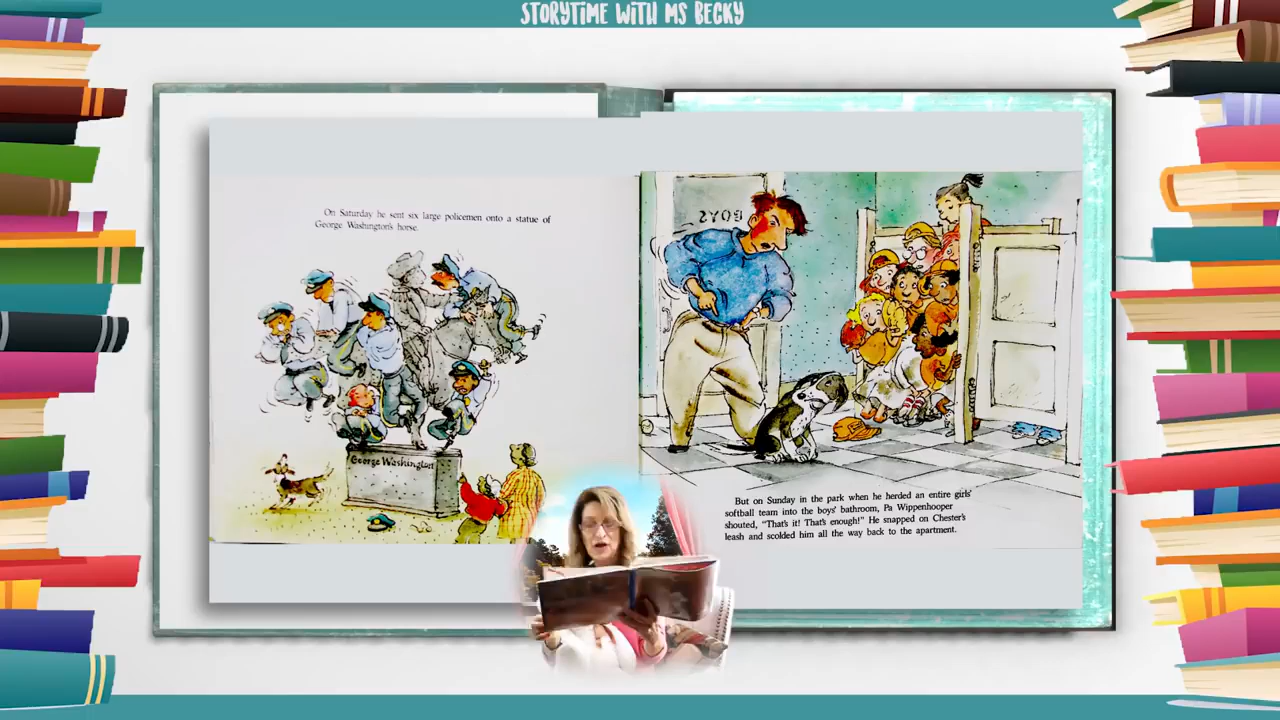 STORYTIME WITH MS BECKY
On Saturday he sent six large policemen onto a statue of
George Washington's horse.
George Washington
BOYS
But on Sunday in the park when he herded an entire girls'
softball team into the boys' bathroom, Pa Wippenhooper
shouted, "That's it! That's enough!" He snapped on Chester's
leash and scolded him all the way back to the apartment.